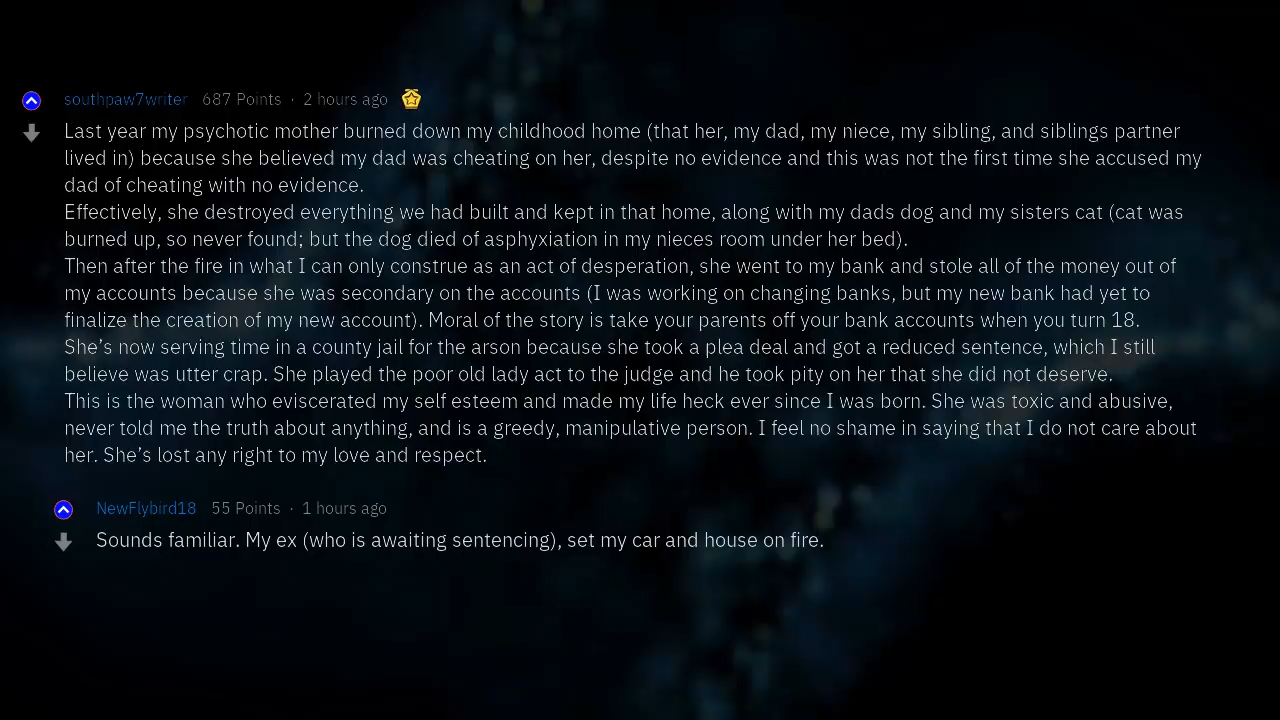 southpaw7writer 687 Points · 2 hours ago
Last year my psychotic mother burned down my childhood home (that her, my dad, my niece, my sibling, and siblings partner
lived in) because she believed my dad was cheating on her, despite no evidence and this was not the first time she accused my
dad of cheating with no evidence.
Effectively, she destroyed everything we had built and kept in that home, along with my dads dog and my sisters cat (cat was
burned up, so never found; but the dog died of asphyxiation in my nieces room under her bed).
Then after the fire in what I can only construe as an act of desperation, she went to my bank and stole all of the money out of
my accounts because she was secondary on the accounts (I was working on changing banks, but my new bank had yet to
finalize the creation of my new account). Moral of the story is take your parents off your bank accounts when you turn 18.
She’s now serving time in a county jail for the arson because she took a plea deal and got a reduced sentence, which I still
believe was utter crap. She played the poor old lady act to the judge and he took pity on her that she did not deserve.
This is the woman who eviscerated my self esteem and made my life heck ever since I was born. She was toxic and abusive,
never told me the truth about anything, and is a greedy, manipulative person. I feel no shame in saying that I do not care about
her. She’s lost any right to my love and respect.
NewFlybird18 55 Points · 1 hours ago
Sounds familiar. My ex (who is awaiting sentencing), set my car and house on fire.